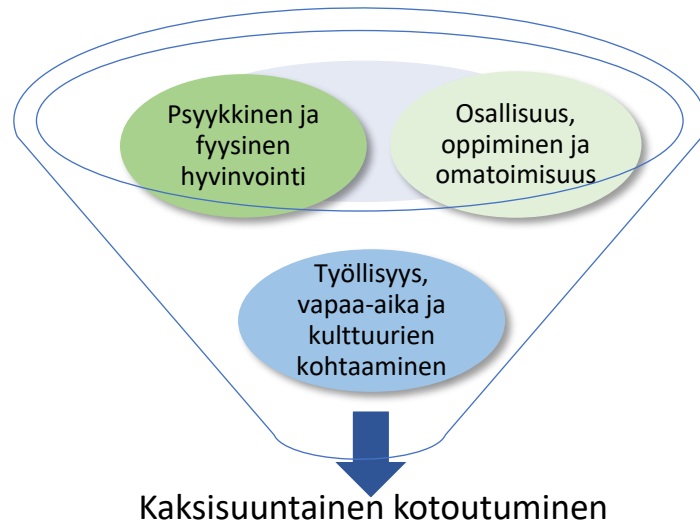 Psyykkinen ja
fyysinen
hyvinvointi
Osallisuus,
oppiminen ja
omatoimisuus
Työllisyys,
vapaa-aika ja
kulttuurien
kohtaaminen
Kaksisuuntainen kotoutuminen